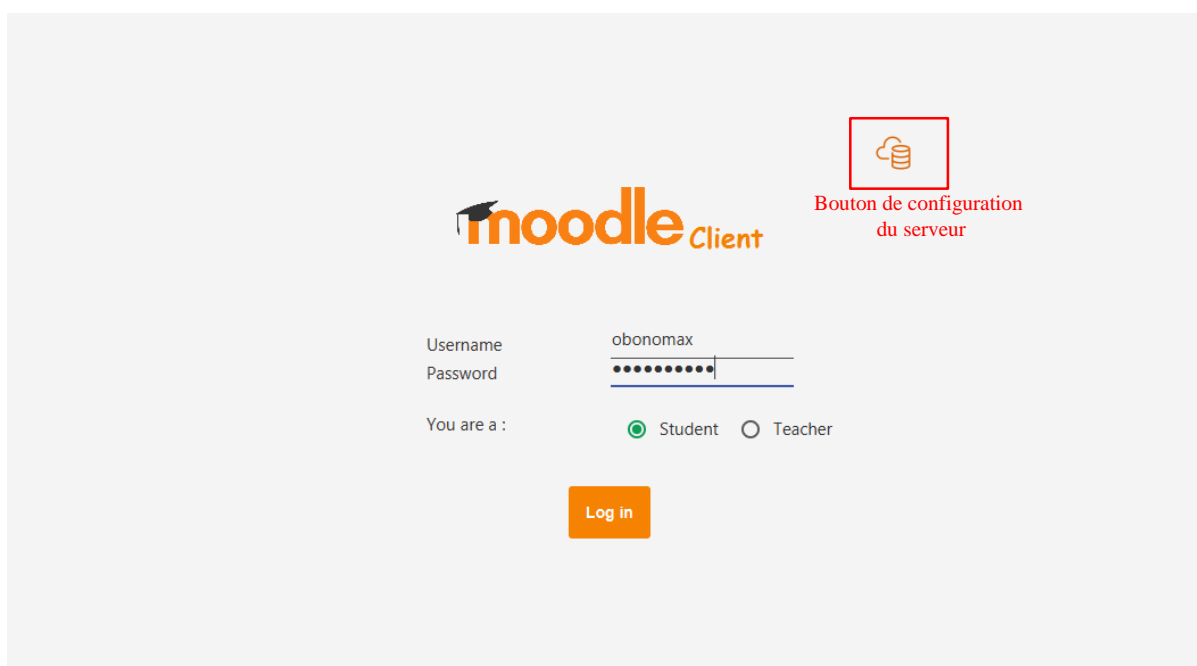 Bouton de configuration
du serveur
moodle Client
Username obonomax
Password ••••••••••
You are a : Student Teacher
Log in